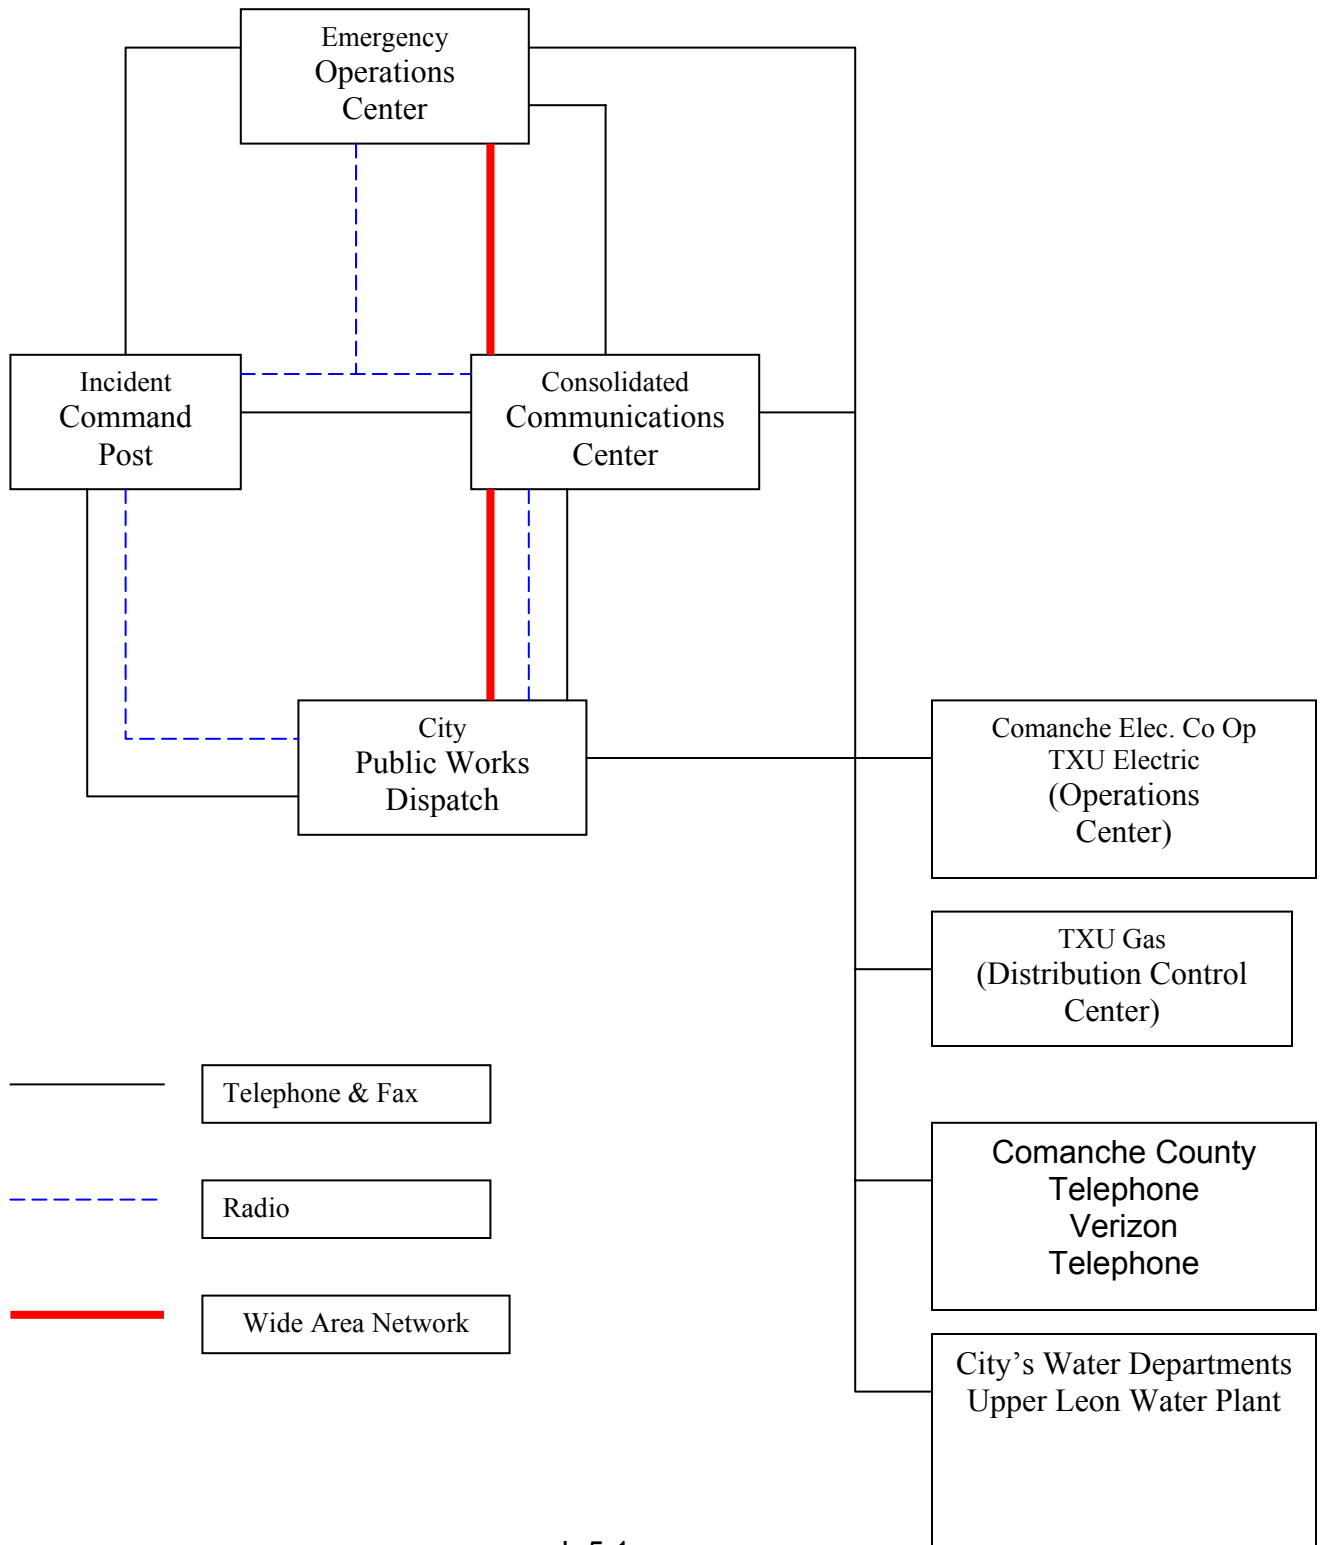 Emergency
Operations
Center
Incident
Command
Post
Consolidated
Communications
Center
City
Public Works
Dispatch
Comanche Elec. Co Op
TXU Electric
(Operations
Center)
TXU Gas
(Distribution Control
Center)
Telephone & Fax
Radio
Wide Area Network
Comanche County
Telephone
Verizon
Telephone
City’s Water Departments
Upper Leon Water Plant